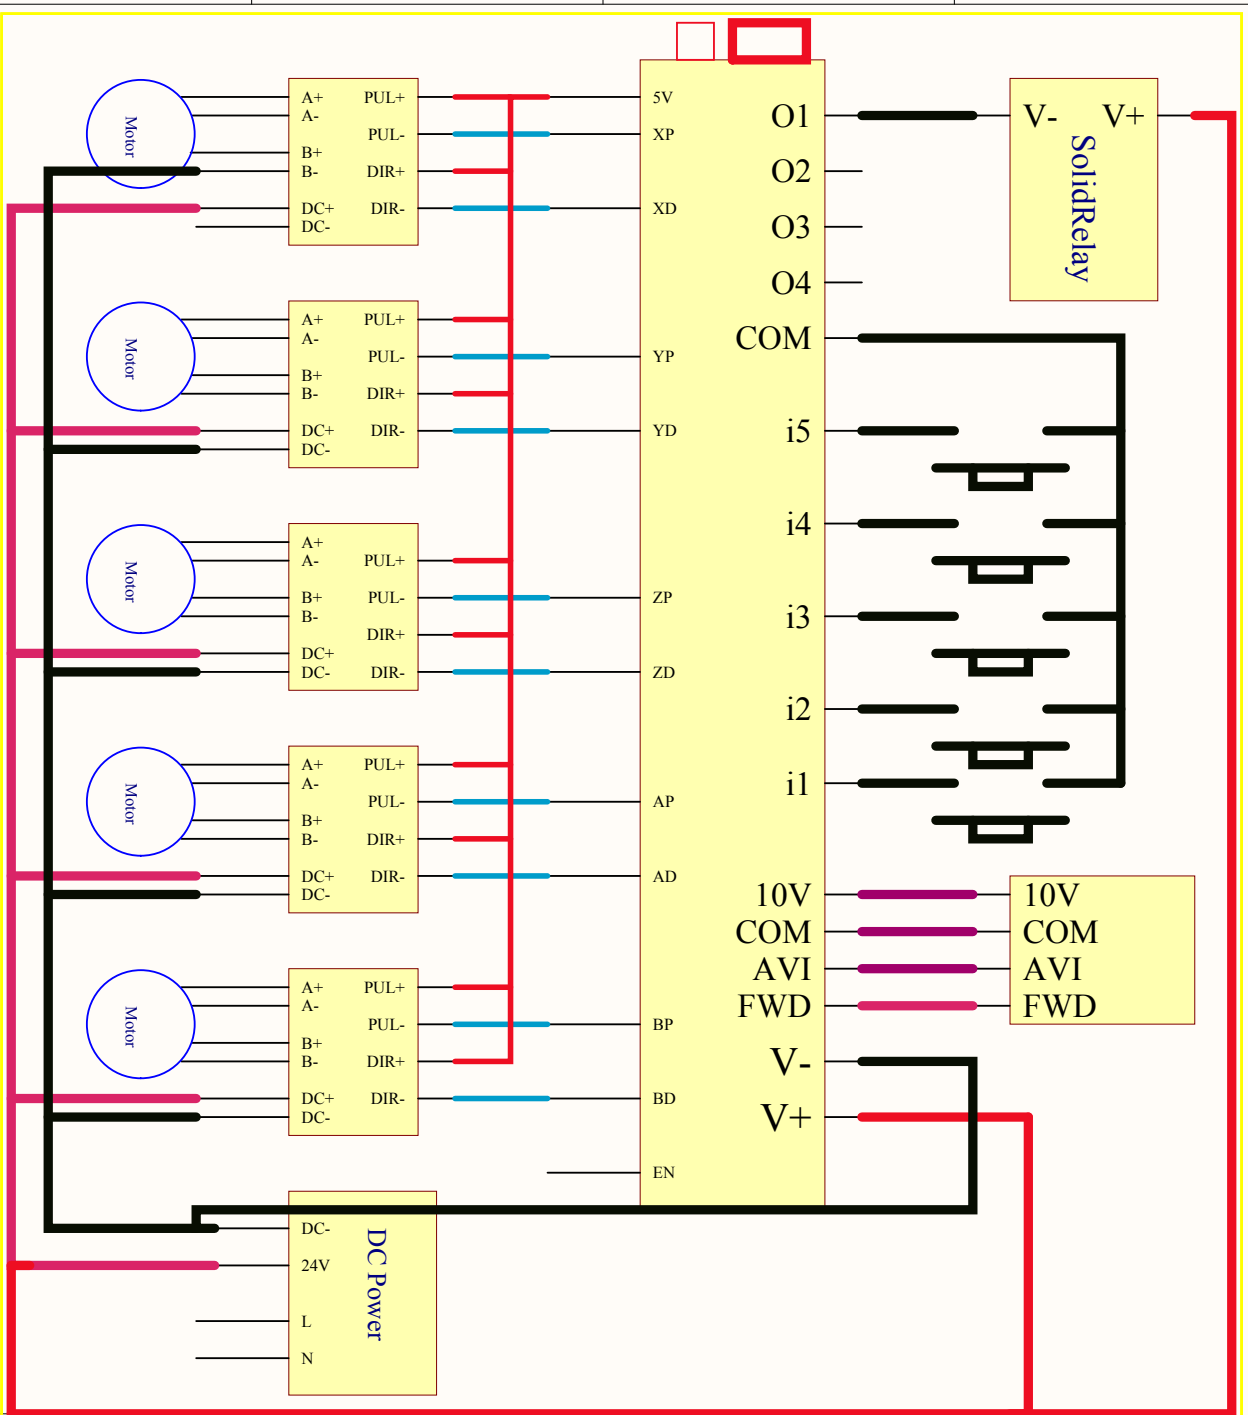 Motor
A+
A-
B+
B-
DC+
DC-
PUL+
PUL-
DIR+
DIR-
Motor
A+
A-
B+
B-
DC+
DC-
PUL+
PUL-
DIR+
DIR-
Motor
A+
A-
B+
B-
DC+
DC-
PUL+
PUL-
DIR+
DIR-
Motor
A+
A-
B+
B-
DC+
DC-
PUL+
PUL-
DIR+
DIR-
Motor
A+
A-
B+
B-
DC+
DC-
PUL+
PUL-
DIR+
DIR-
DC-
24V
L
N
DC Power
5V
XP
XD
YP
YD
ZP
ZD
AP
AD
BP
BD
EN
O1
O2
O3
O4
COM
i5
i4
i3
i2
i1
10V
COM
AVI
FWD
V-
V+
V- V+
SolidRelay
10V
COM
AVI
FWD